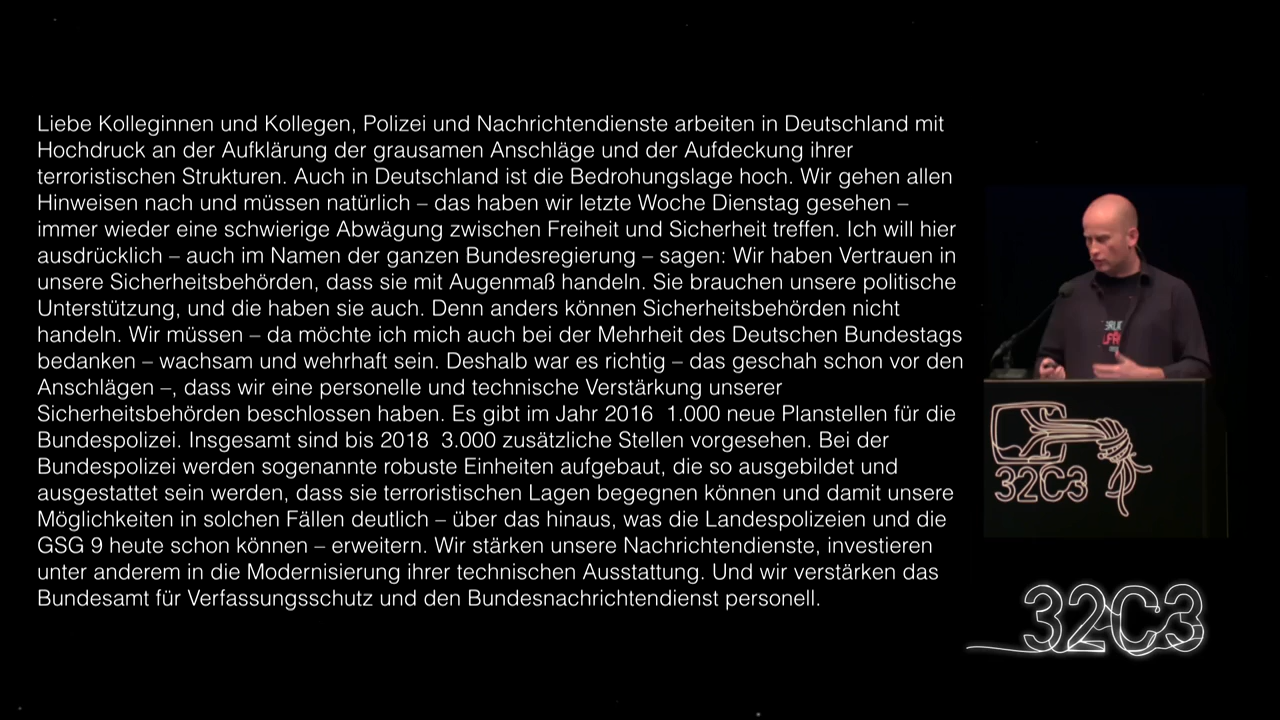 Liebe Kolleginnen und Kollegen, Polizei und Nachrichtendienste arbeiten in Deutschland mit
Hochdruck an der Aufklärung der grausamen Anschläge und der Aufdeckung ihrer
terroristischen Strukturen. Auch in Deutschland ist die Bedrohungslage hoch. Wir gehen allen
Hinweisen nach und müssen natürlich – das haben wir letzte Woche Dienstag gesehen –
immer wieder eine schwierige Abwägung zwischen Freiheit und Sicherheit treffen. Ich will hier
ausdrücklich – auch im Namen der ganzen Bundesregierung – sagen: Wir haben Vertrauen in
unsere Sicherheitsbehörden, dass sie mit Augenmaß handeln. Sie brauchen unsere politische
Unterstützung, und die haben sie auch. Denn anders können Sicherheitsbehörden nicht
handeln. Wir müssen – da möchte ich mich auch bei der Mehrheit des Deutschen Bundestags
bedanken – wachsam und wehrhaft sein. Deshalb war es richtig – das geschah schon vor den
Anschlägen –, dass wir eine personelle und technische Verstärkung unserer
Sicherheitsbehörden beschlossen haben. Es gibt im Jahr 2016  1.000 neue Planstellen für die
Bundespolizei. Insgesamt sind bis 2018  3.000 zusätzliche Stellen vorgesehen. Bei der
Bundespolizei werden sogenannte robuste Einheiten aufgebaut, die so ausgebildet und
ausgestattet sein werden, dass sie terroristischen Lagen begegnen können und damit unsere
Möglichkeiten in solchen Fällen deutlich – über das hinaus, was die Landespolizeien und die
GSG 9 heute schon können – erweitern. Wir stärken unsere Nachrichtendienste, investieren
unter anderem in die Modernisierung ihrer technischen Ausstattung. Und wir verstärken das
Bundesamt für Verfassungsschutz und den Bundesnachrichtendienst personell.
32C3
32C3